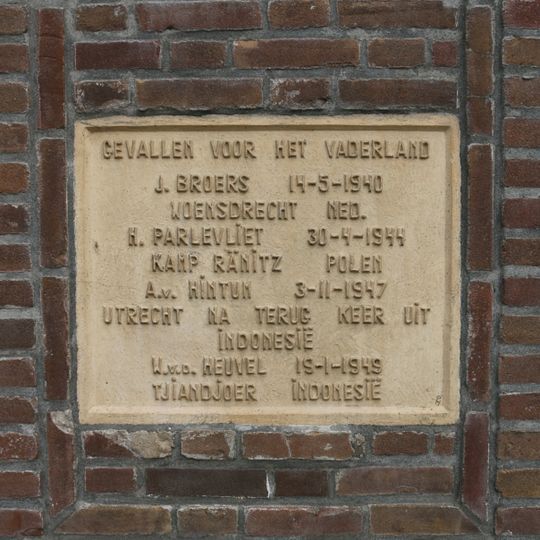 GEVALLEN VOOR HET VADERLAND
J. BROERS 14-5-1940
WOENSDRECHT NED.
H. PARLEVLIET 30-4-1944
KAMP RÄNITZ POLEN
A.v. HINTUM 3-11-1947
UTRECHT NA TERUG KEER UIT
INDONESIË
W.v.D. HEUVEL 19-1-1949
TJIANDJOER INDONESIË